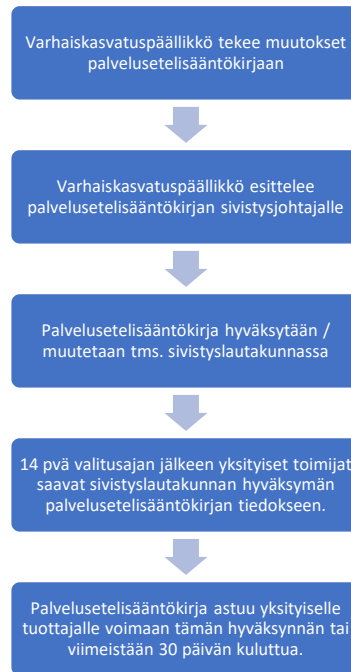 Varhaiskasvatuspäällikkö tekee muutokset
palvelusetelisääntökirjaan
Varhaiskasvatuspäällikkö esittelee
palvelusetelisääntökirjan sivistysjohtajalle
Palvelusetelisääntökirja hyväksytään /
muutetaan tms. sivistyslautakunnassa
14 pvä valitusajan jälkeen yksityiset toimijat
saavat sivistyslautakunnan hyväksymän
palvelusetelisääntökirjan tiedokseen.
Palvelusetelisääntökirja astuu yksityiselle
tuottajalle voimaan tämän hyväksynnän tai
viimeistään 30 päivän kuluttua.